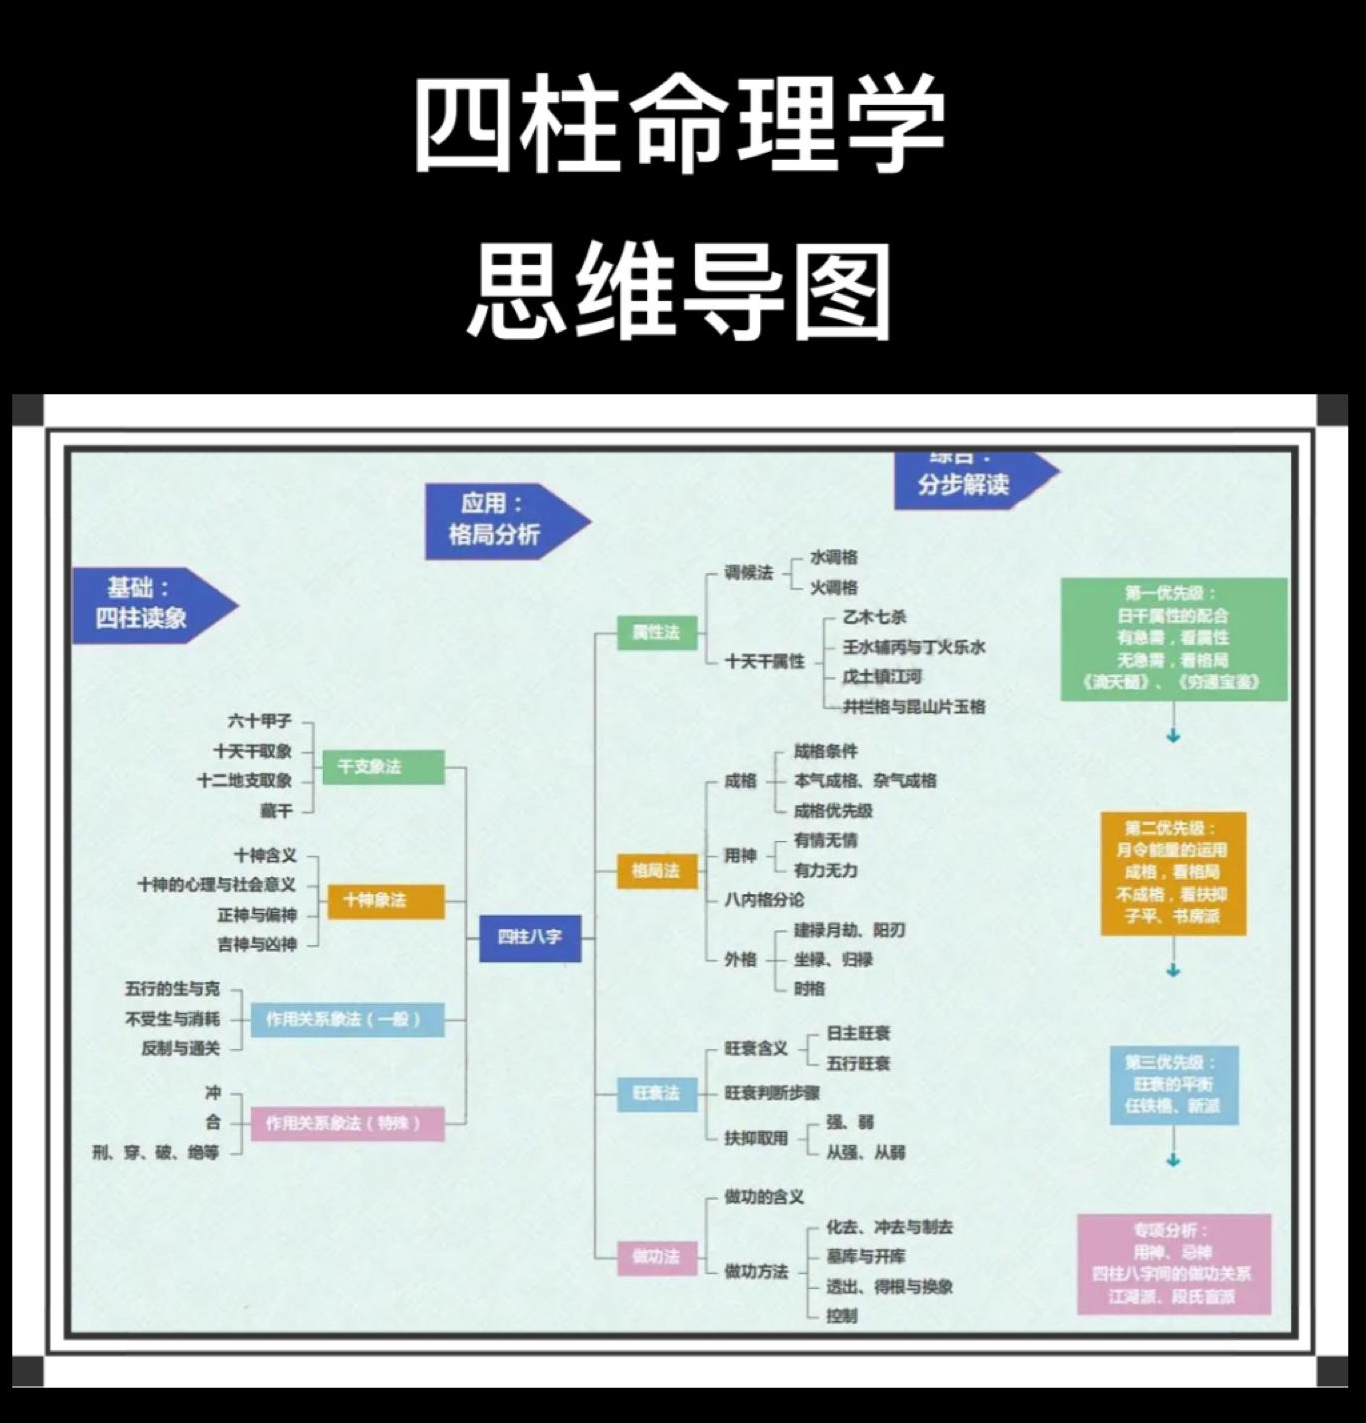 四柱命理学
思维导图
基础：
四柱读象
应用：
格局分析
综合：
分步解读
六十甲子
十天干取象
十二地支取象
藏干
干支象法
十神含义
十神的心理与社会意义
正神与偏神
吉神与凶神
十神象法
五行的生与克
不受生与消耗
反制与通关
作用关系象法（一般）
冲
合
刑、穿、破、绝等
作用关系象法（特殊）
四柱八字
属性法
调候法
水调格
火调格
十天干属性
乙木七杀
壬水辅丙与丁火乐水
戊土镇江河
井栏格与昆山片玉格
格局法
成格
成格条件
本气成格、杂气成格
成格优先级
用神
有情无情
有力无力
八内格分论
外格
建禄月劫、阳刃
坐禄、归禄
时格
旺衰法
旺衰含义
日主旺衰
五行旺衰
旺衰判断步骤
扶抑取用
强、弱
从强、从弱
做功法
做功的含义
做功方法
化去、冲去与制去
墓库与开库
透出、得根与换象
控制
第一优先级：
日干属性的配合
有急需，看属性
无急需，看格局
《滴天髓》、《穷通宝鉴》
第二优先级：
月令能量的运用
成格，看格局
不成格，看扶抑
子平、书房派
第三优先级：
旺衰的平衡
任铁樵、新派
专项分析：
用神、忌神
四柱八字间的做功关系
江湖派、段氏盲派